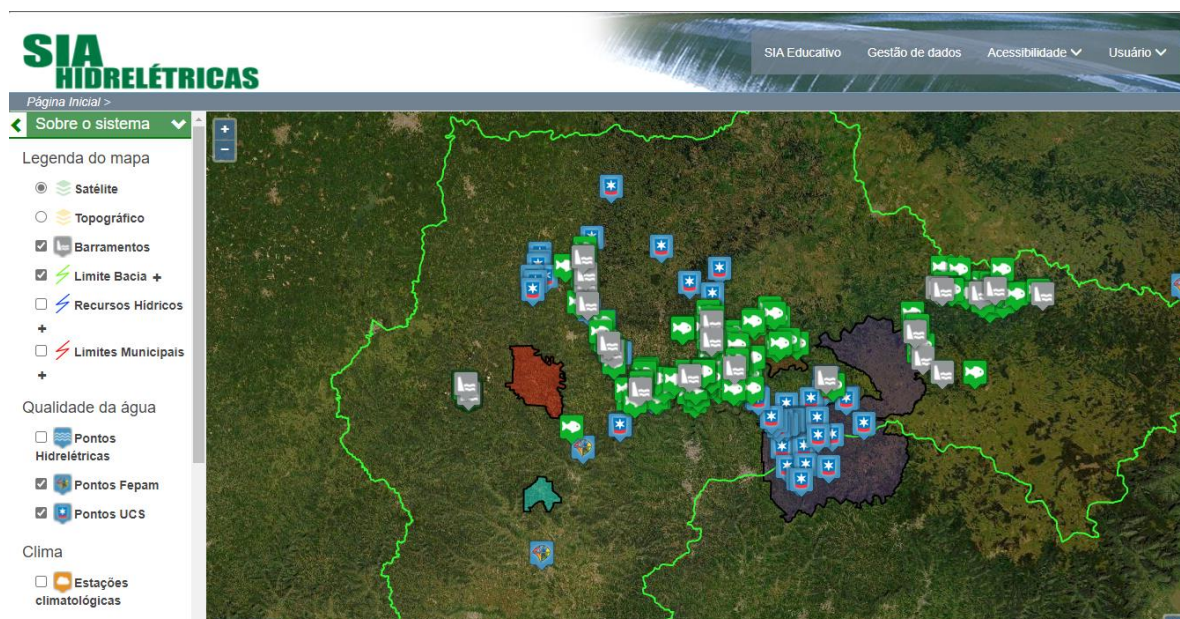 SIA
HIDRELÉTRICAS
SIA Educativo Gestão de dados Acessibilidade Usuário
Página Inicial >
Sobre o sistema
+
−
Legenda do mapa
Satélite
Topográfico
Barramentos
Limite Bacia +
Recursos Hídricos
+
Limites Municipais
+
Qualidade da água
Pontos
Hidrelétricas
Pontos Fepam
Pontos UCS
Clima
Estações
climatológicas